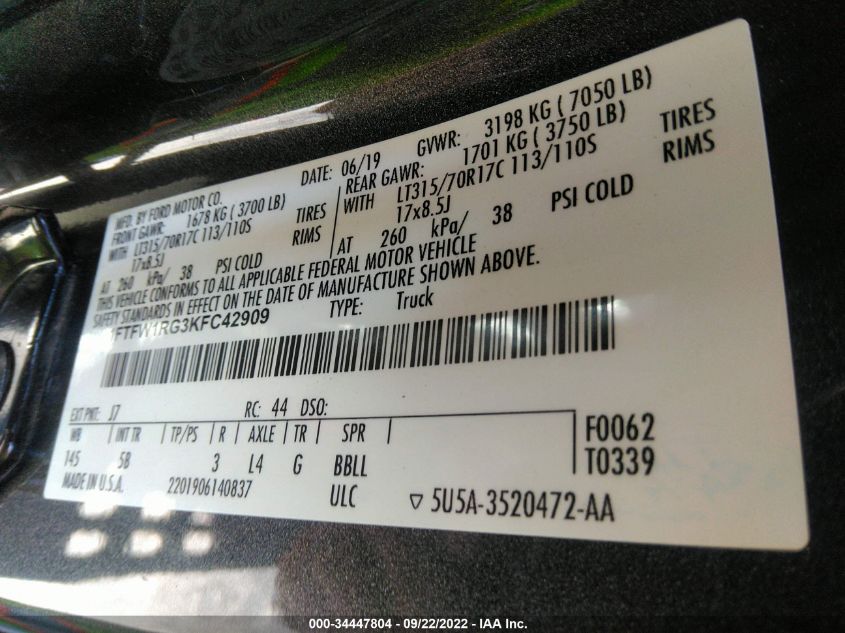 MFD. BY FORD MOTOR CO.
DATE: 06/19 GVWR: 3198 KG ( 7050 LB)
FRONT GAWR: 1678 KG ( 3700 LB)
WITH LT315/70R17C 113/110S TIRES
17x8.5J RIMS
AT 260 kPa/ 38 PSI COLD
REAR GAWR: 1701 KG ( 3750 LB)
WITH LT315/70R17C 113/110S TIRES
17x8.5J RIMS
AT 260 kPa/ 38 PSI COLD
THIS VEHICLE CONFORMS TO ALL APPLICABLE FEDERAL MOTOR VEHICLE
SAFETY STANDARDS IN EFFECT ON THE DATE OF MANUFACTURE SHOWN ABOVE.
1FTFW1RG3KFC42909 TYPE: Truck
EXT PNT: J7 RC: 44 DSO:
WB INT TR TP/PS R AXLE TR SPR F0062
145 5B 3 L4 G BBLL T0339
MADE IN U.S.A. 2201906140837 ULC 5U5A-3520472-AA
000-34447804 - 09/22/2022 - IAA Inc.